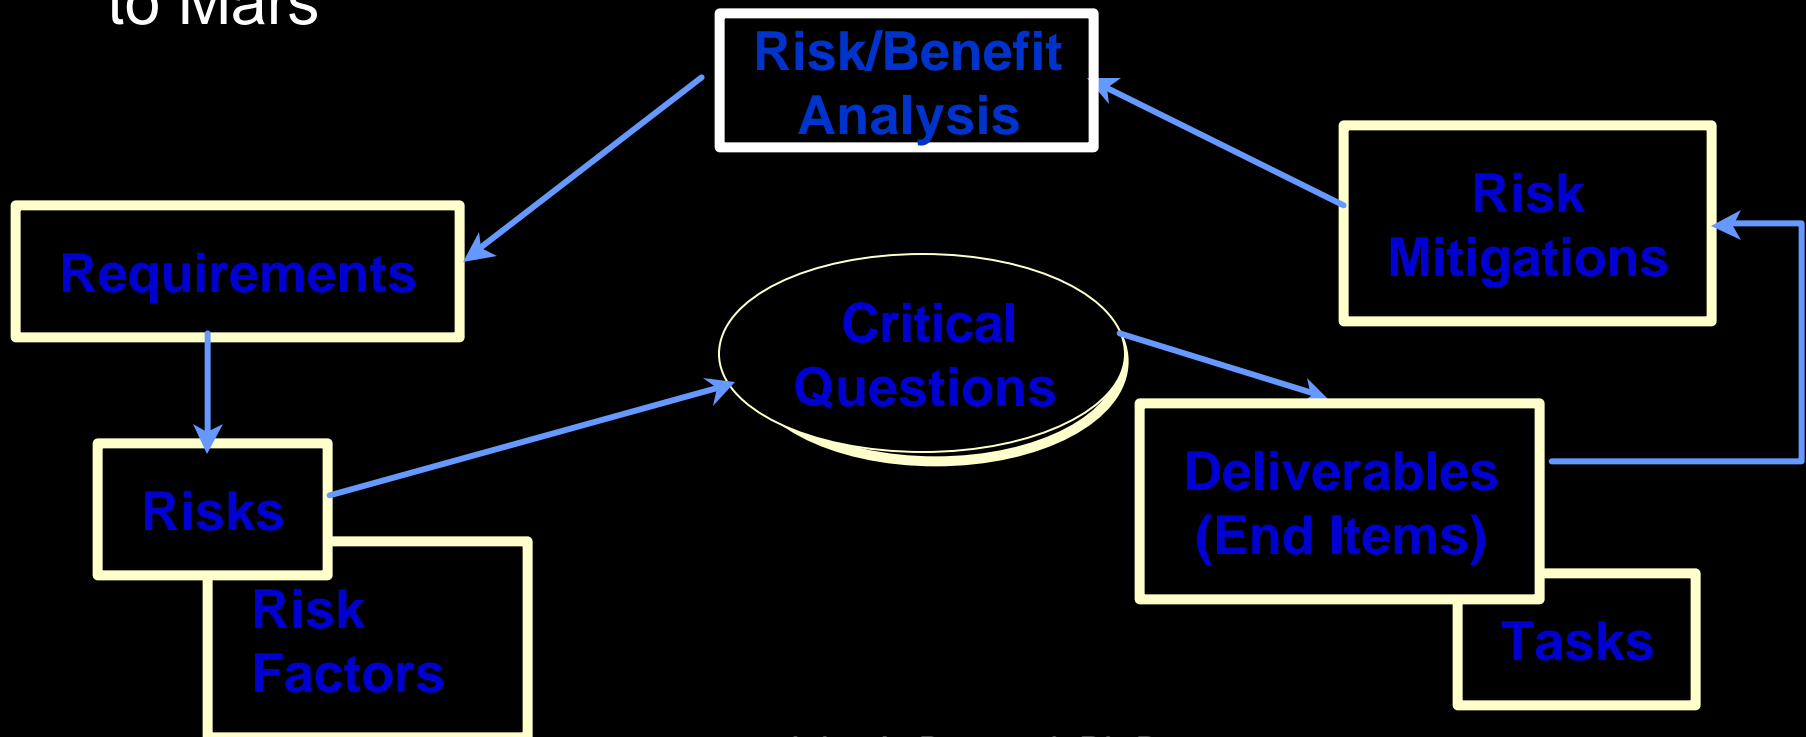 to Mars
Risk/Benefit
Analysis
Requirements
Risk
Mitigations
Critical
Questions
Risks
Risk
Factors
Deliverables
(End Items)
Tasks